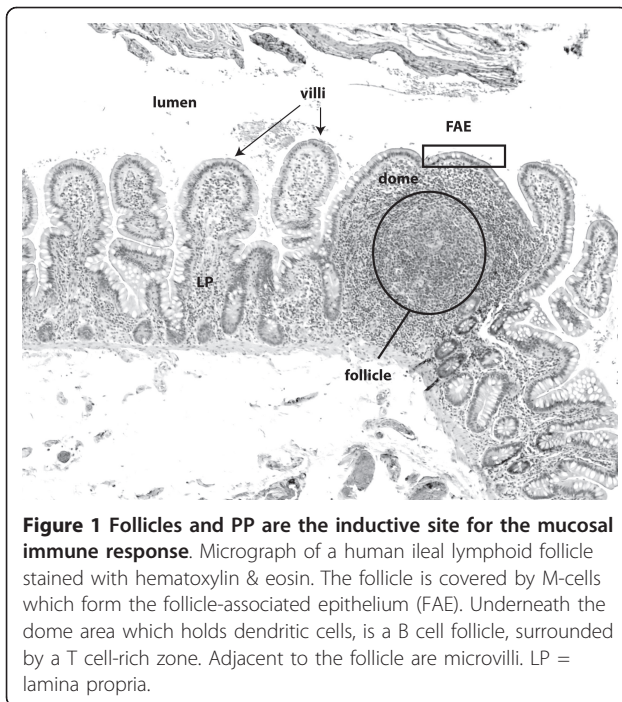 villi
lumen
FAE
dome
LP
follicle
Figure 1 Follicles and PP are the inductive site for the mucosal
immune response. Micrograph of a human ileal lymphoid follicle
stained with hematoxylin & eosin. The follicle is covered by M-cells
which form the follicle-associated epithelium (FAE). Underneath the
dome area which holds dendritic cells, is a B cell follicle, surrounded
by a T cell-rich zone. Adjacent to the follicle are microvilli. LP =
lamina propria.